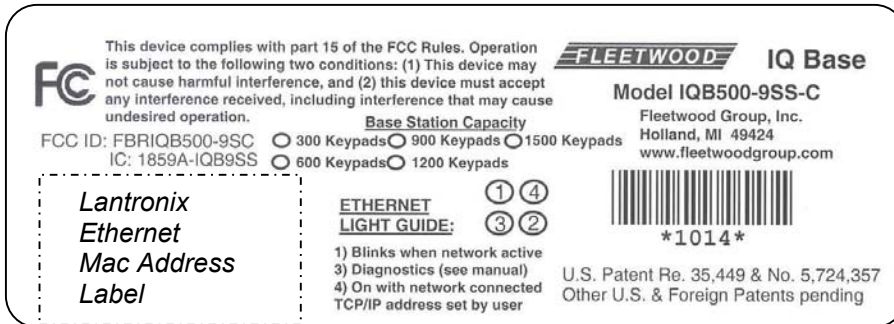 This device complies with part 15 of the FCC Rules. Operation
is subject to the following two conditions: (1) This device may
not cause harmful interference, and (2) this device must accept
any interference received, including interference that may cause
undesired operation.
FC
FCC ID: FBRIQB500-9SC
IC: 1859A-IQB9SS
Base Station Capacity
300 Keypads 900 Keypads 1500 Keypads
600 Keypads 1200 Keypads
FLEETWOOD IQ Base
Model IQB500-9SS-C
Fleetwood Group, Inc.
Holland, MI 49424
www.fleetwoodgroup.com
*1014*
Lantronix
Ethernet
Mac Address
Label
ETHERNET
LIGHT GUIDE:
1 4
3 2
1) Blinks when network active
3) Diagnostics (see manual)
4) On with network connected
TCP/IP address set by user
U.S. Patent Re. 35,449 & No. 5,724,357
Other U.S. & Foreign Patents pending